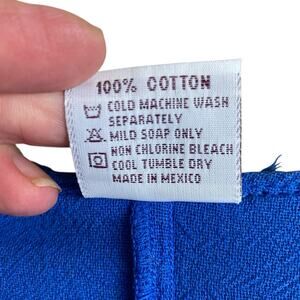 100% COTTON
COLD MACHINE WASH
SEPARATELY
MILD SOAP ONLY
NON CHLORINE BLEACH
COOL TUMBLE DRY
MADE IN MEXICO